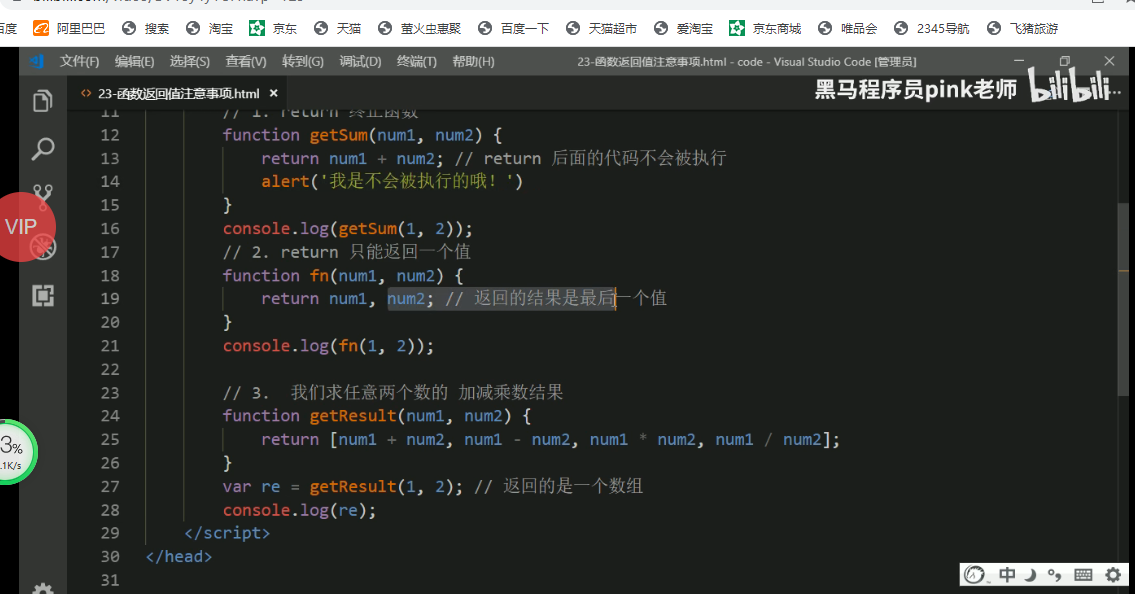 百度 阿里巴巴 搜索 淘宝 京东 天猫 萤火虫惠聚 百度一下 天猫超市 爱淘宝 京东商城 唯品会 2345导航 飞猪旅游
文件(F) 编辑(E) 选择(S) 查看(V) 转到(G) 调试(D) 终端(T) 帮助(H) 23-函数返回值注意事项.html - code - Visual Studio Code [管理员]
<> 23-函数返回值注意事项.html ×
黑马程序员pink老师 bilibili
11 // 1. return 终止函数
12 function getSum(num1, num2) {
13 return num1 + num2; // return 后面的代码不会被执行
14 alert('我是不会被执行的哦！')
15 }
16 console.log(getSum(1, 2));
17 // 2. return 只能返回一个值
18 function fn(num1, num2) {
19 return num1, num2; // 返回的结果是最后一个值
20 }
21 console.log(fn(1, 2));
22
23 // 3. 我们求任意两个数的 加减乘数结果
24 function getResult(num1, num2) {
25 return [num1 + num2, num1 - num2, num1 * num2, num1 / num2];
26 }
27 var re = getResult(1, 2); // 返回的是一个数组
28 console.log(re);
29 </script>
30 </head>
31
VIP
3%
.1K/s
中